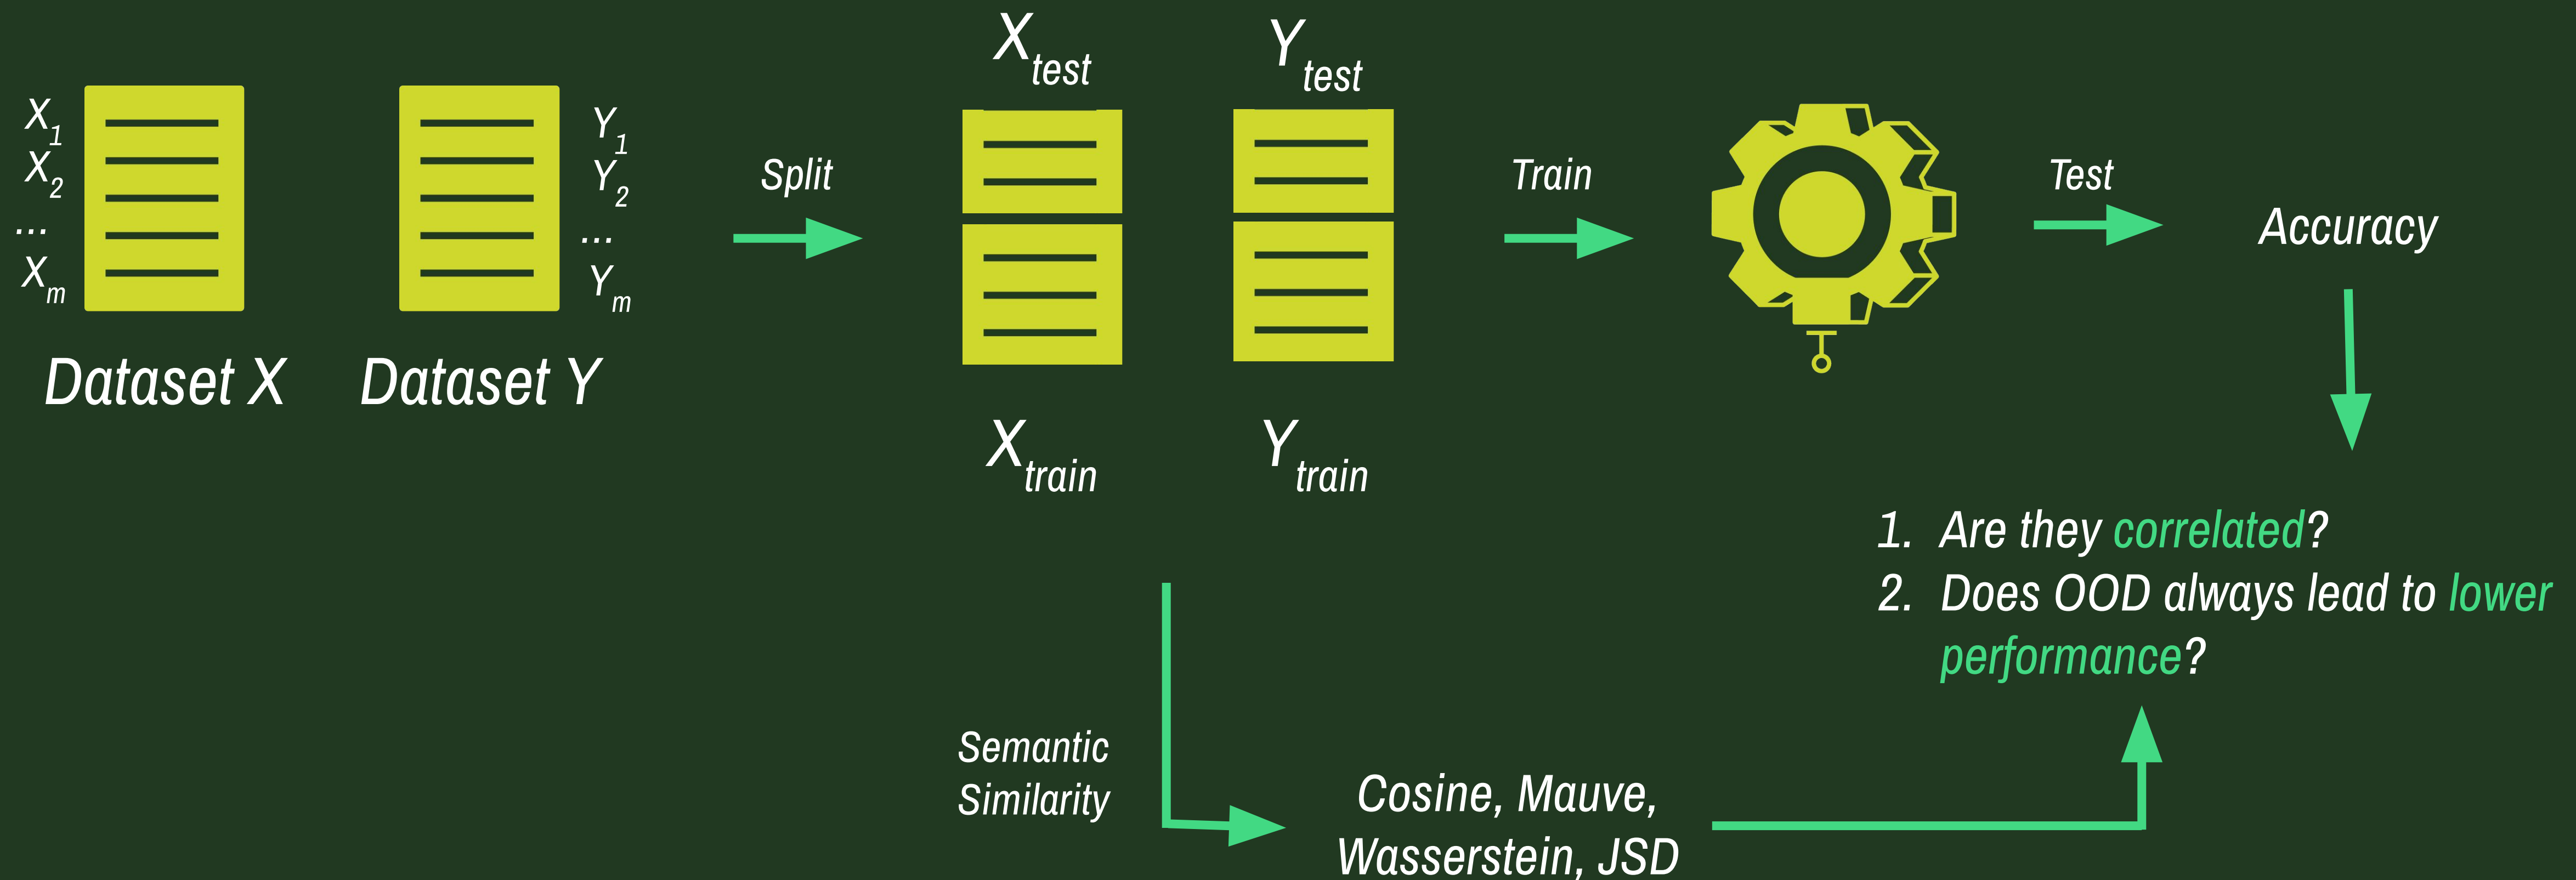 X1
X2
...
Xm
Dataset X
Y1
Y2
...
Ym
Dataset Y
Split
Xtest
Ytest
Xtrain
Ytrain
Train
Test
Accuracy
1. Are they correlated?
2. Does OOD always lead to lower
performance?
Semantic
Similarity
Cosine, Mauve,
Wasserstein, JSD